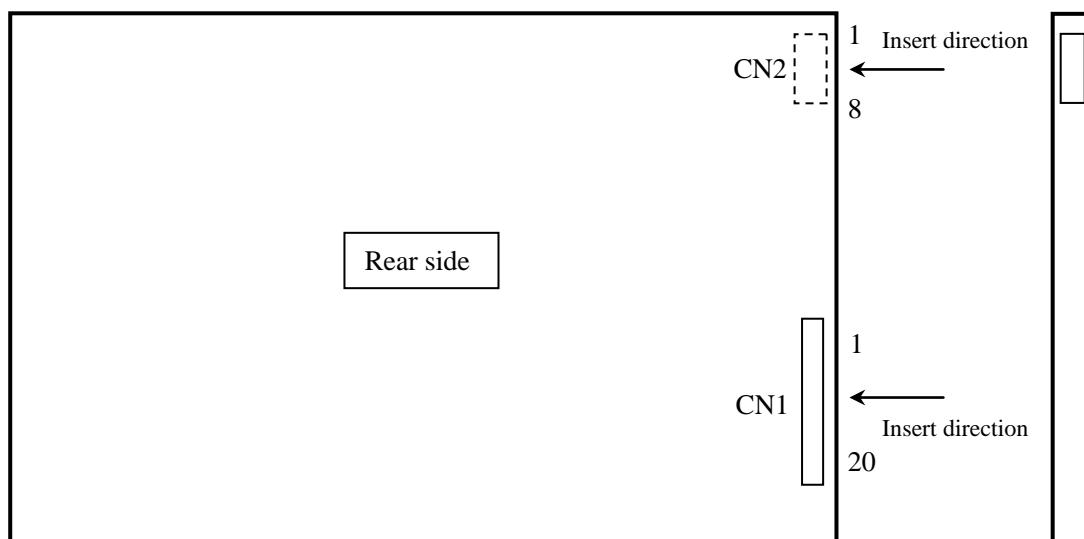 1
Insert direction
CN2
8
Rear side
1
CN1
Insert direction
20